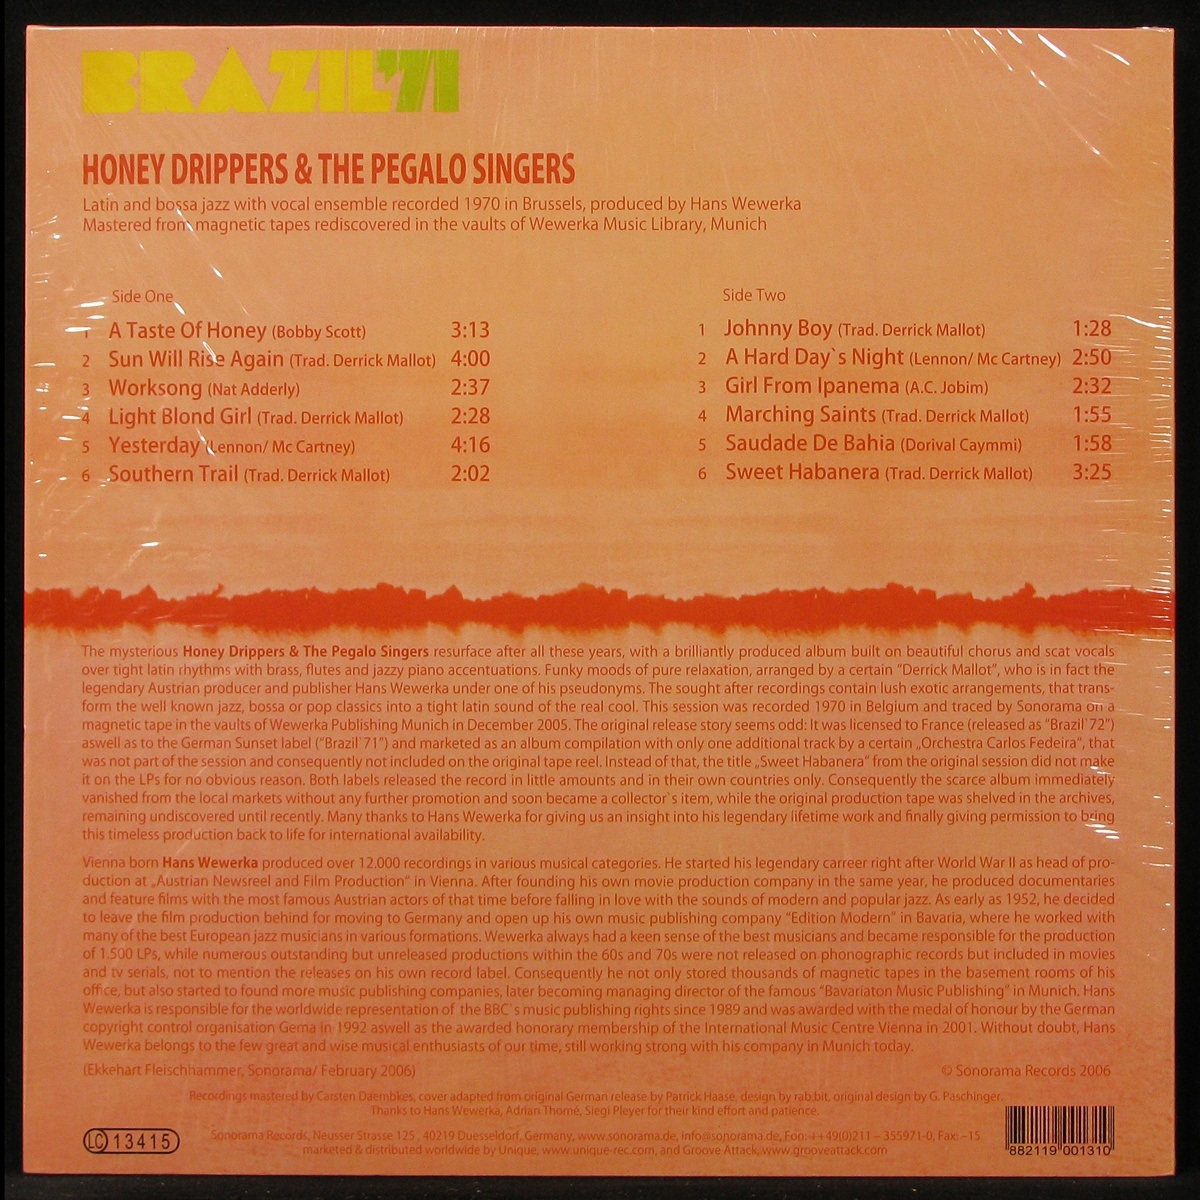 BRAZIL'71
HONEY DRIPPERS & THE PEGALO SINGERS
Latin and bossa jazz with vocal ensemble recorded 1970 in Brussels, produced by Hans Wewerka
Mastered from magnetic tapes rediscovered in the vaults of Wewerka Music Library, Munich
Side One
1 A Taste Of Honey (Bobby Scott) 3:13
2 Sun Will Rise Again (Trad. Derrick Mallot) 4:00
3 Worksong (Nat Adderly) 2:37
4 Light Blond Girl (Trad. Derrick Mallot) 2:28
5 Yesterday (Lennon/ Mc Cartney) 4:16
6 Southern Trail (Trad. Derrick Mallot) 2:02
Side Two
1 Johnny Boy (Trad. Derrick Mallot) 1:28
2 A Hard Day`s Night (Lennon/ Mc Cartney) 2:50
3 Girl From Ipanema (A.C. Jobim) 2:32
4 Marching Saints (Trad. Derrick Mallot) 1:55
5 Saudade De Bahia (Dorival Caymmi) 1:58
6 Sweet Habanera (Trad. Derrick Mallot) 3:25
The mysterious Honey Drippers & The Pegalo Singers resurface after all these years, with a brilliantly produced album built on beautiful chorus and scat vocals
over tight latin rhythms with brass, flutes and jazzy piano accentuations. Funky moods of pure relaxation, arranged by a certain "Derrick Mallot", who is in fact the
legendary Austrian producer and publisher Hans Wewerka under one of his pseudonyms. The sought after recordings contain lush exotic arrangements, that trans-
form the well known jazz, bossa or pop classics into a tight latin sound of the real cool. This session was recorded 1970 in Belgium and traced by Sonorama on a
magnetic tape in the vaults of Wewerka Publishing Munich in December 2005. The original release story seems odd: It was licensed to France (released as "Brazil`72")
aswell as to the German Sunset label ("Brazil`71") and marketed as an album compilation with only one additional track by a certain „Orchestra Carlos Fedeira", that
was not part of the session and consequently not included on the original tape reel. Instead of that, the title „Sweet Habanera" from the original session did not make
it on the LPs for no obvious reason. Both labels released the record in little amounts and in their own countries only. Consequently the scarce album immediately
vanished from the local markets without any further promotion and soon became a collector`s item, while the original production tape was shelved in the archives,
remaining undiscovered until recently. Many thanks to Hans Wewerka for giving us an insight into his legendary lifetime work and finally giving permission to bring
this timeless production back to life for international availability.
Vienna born Hans Wewerka produced over 12.000 recordings in various musical categories. He started his legendary carreer right after World War II as head of pro-
duction at „Austrian Newsreel and Film Production" in Vienna. After founding his own movie production company in the same year, he produced documentaries
and feature films with the most famous Austrian actors of that time before falling in love with the sounds of modern and popular jazz. As early as 1952, he decided
to leave the film production behind for moving to Germany and open up his own music publishing company "Edition Modern" in Bavaria, where he worked with
many of the best European jazz musicians in various formations. Wewerka always had a keen sense of the best musicians and became responsible for the production
of 1.500 LPs, while numerous outstanding but unreleased productions within the 60s and 70s were not released on phonographic records but included in movies
and tv serials, not to mention the releases on his own record label. Consequently he not only stored thousands of magnetic tapes in the basement rooms of his
office, but also started to found more music publishing companies, later becoming managing director of the famous "Bavariaton Music Publishing" in Munich. Hans
Wewerka is responsible for the worldwide representation of the BBC`s music publishing rights since 1989 and was awarded with the medal of honour by the German
copyright control organisation Gema in 1992 aswell as the awarded honorary membership of the International Music Centre Vienna in 2001. Without doubt, Hans
Wewerka belongs to the few great and wise musical enthusiasts of our time, still working strong with his company in Munich today.
(Ekkehart Fleischhammer, Sonorama/ February 2006) © Sonorama Records 2006
Recordings mastered by Carsten Daembkes, cover adapted from original German release by Patrick Haase, design by rab.bit, original design by G. Paschinger.
Thanks to Hans Wewerka, Adrian Thomé, Siegi Pleyer for their kind effort and patience.
LC 13415
Sonorama Records, Neusser Strasse 125 , 40219 Duesseldorf, Germany, www.sonorama.de, info@sonorama.de, Fon: ++49(0)211 – 355971-0, Fax: –15
marketed & distributed worldwide by Unique, www.unique-rec.com, and Groove Attack, www.grooveattack.com
882119 001310